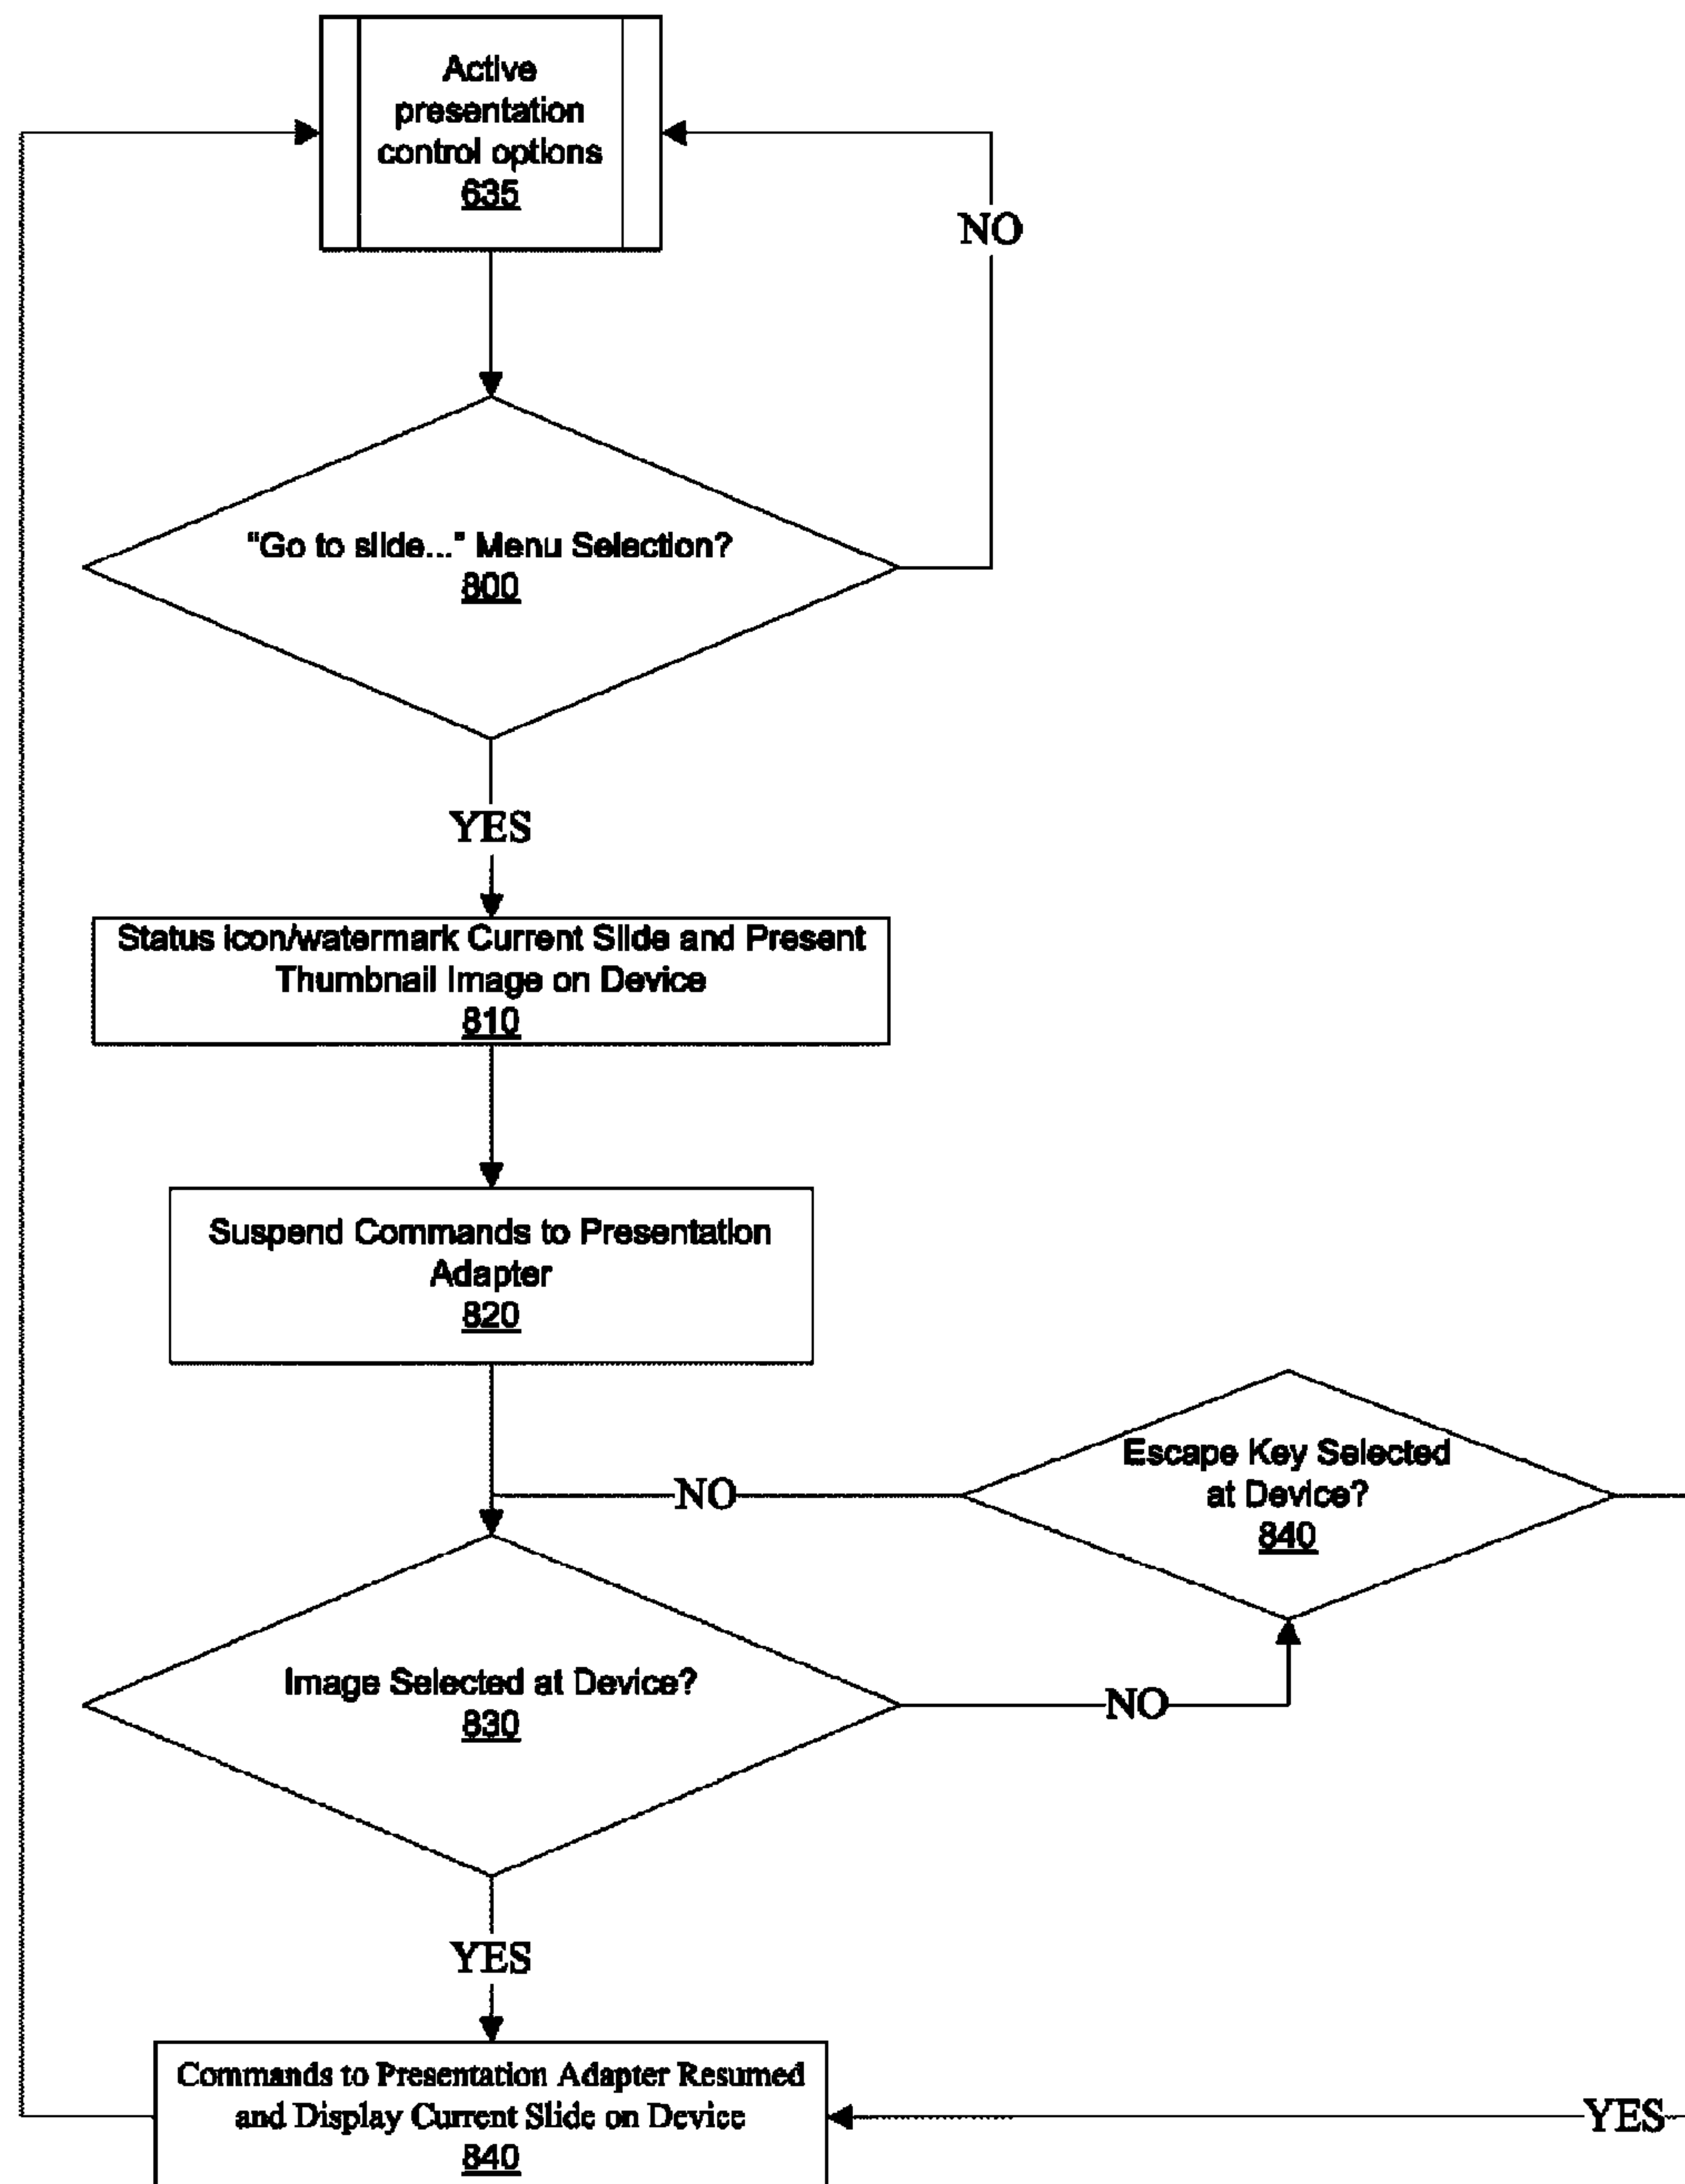 Active
presentation
control options
635
NO
"Go to slide..." Menu Selection?
800
YES
Status icon/watermark Current Slide and Present
Thumbnail Image on Device
810
Suspend Commands to Presentation
Adapter
820
Escape Key Selected
at Device?
840
NO
Image Selected at Device?
830
NO
YES
Commands to Presentation Adapter Resumed
and Display Current Slide on Device
840
YES